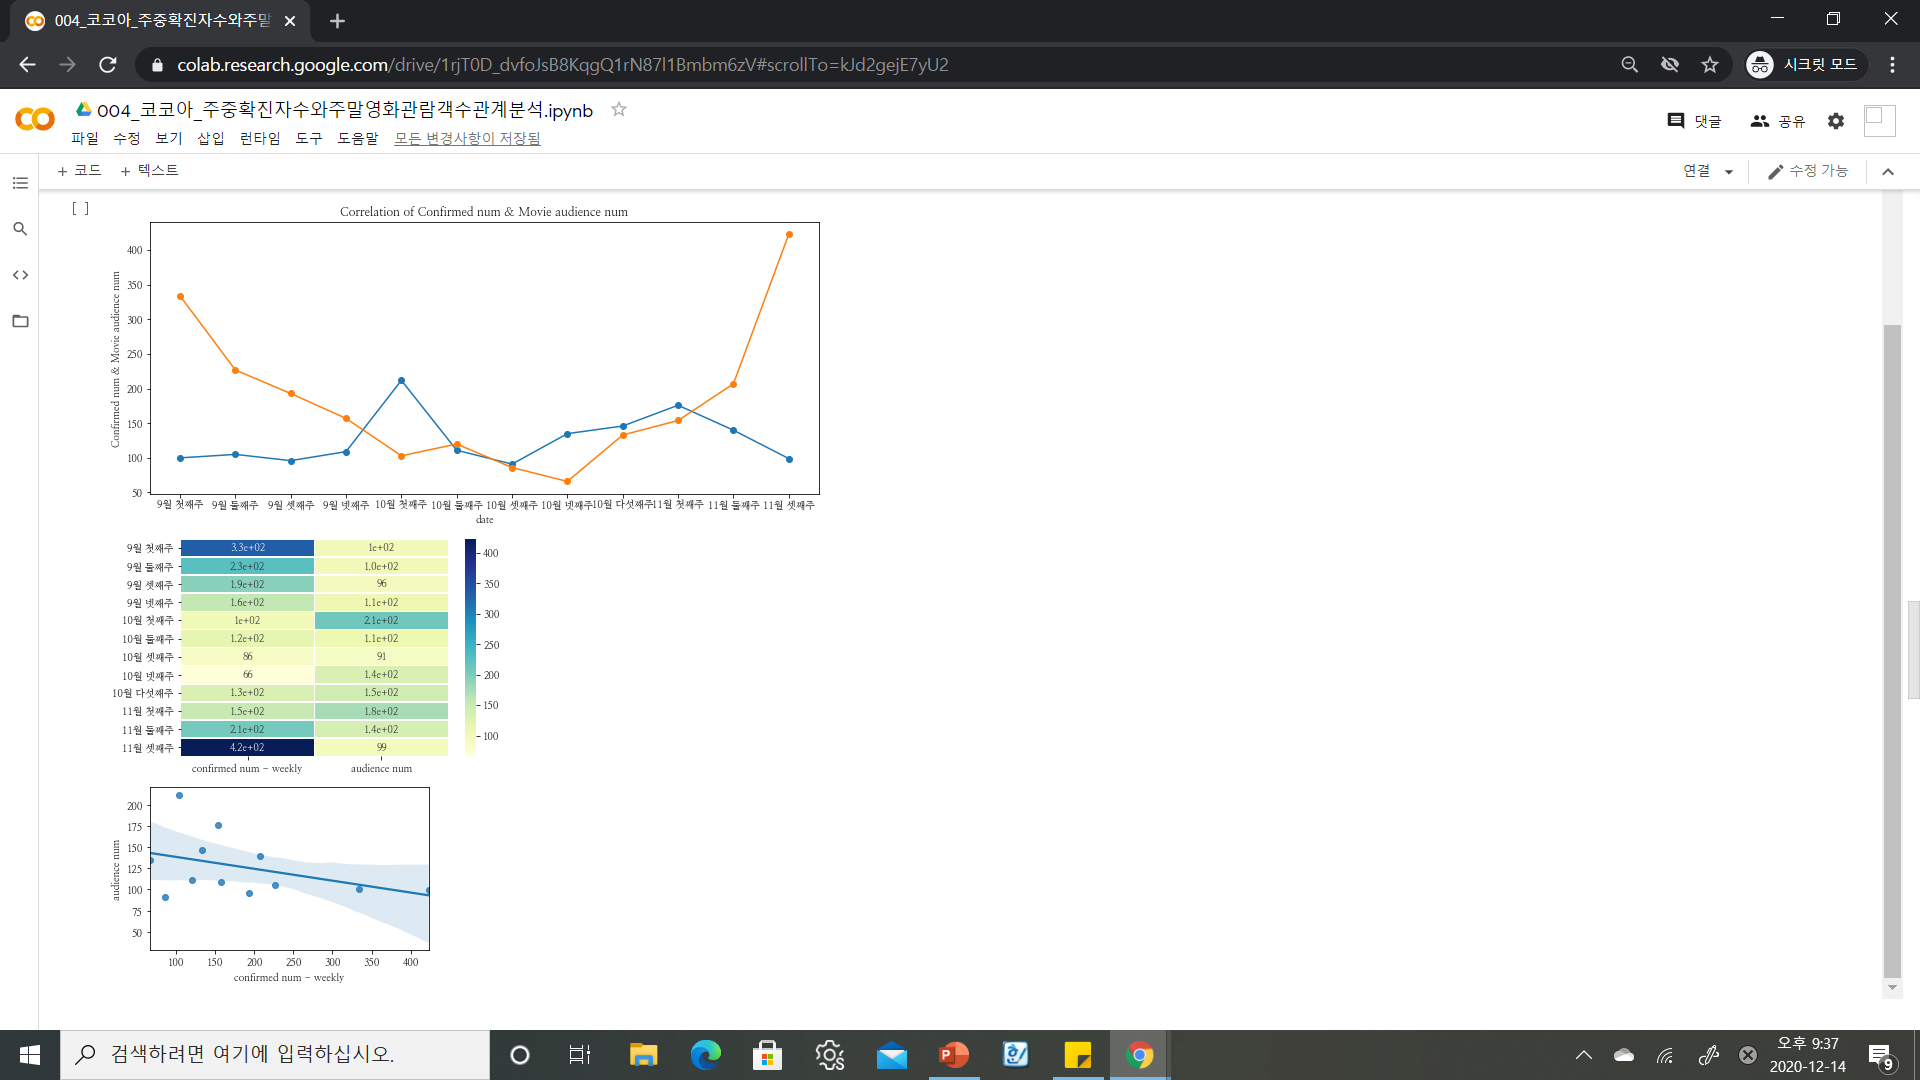 004_코코아_주중확진자수와주말
colab.research.google.com/drive/1rjT0D_dvfoJsB8KqgQ1rN87l1Bmbm6zV#scrollTo=kJd2gejE7yU2
시크릿 모드
004_코코아_주중확진자수와주말영화관람객수관계분석.ipynb
댓글
공유
파일 수정 보기 삽입 런타임 도구 도움말 모든 변경사항이 저장됨
+ 코드 + 텍스트
연결
수정 가능
[ ]
Correlation of Confirmed num & Movie audience num
Confirmed num & Movie audience num
400
350
300
250
200
150
100
50
9월 첫째주 9월 둘째주 9월 셋째주 9월 넷째주 10월 첫째주 10월 둘째주 10월 셋째주 10월 넷째주 10월 다섯째주 11월 첫째주 11월 둘째주 11월 셋째주
date
9월 첫째주 3.3e+02 1e+02
9월 둘째주 2.3e+02 1.0e+02
9월 셋째주 1.9e+02 96
9월 넷째주 1.6e+02 1.1e+02
10월 첫째주 1e+02 2.1e+02
10월 둘째주 1.2e+02 1.1e+02
10월 셋째주 86 91
10월 넷째주 66 1.4e+02
10월 다섯째주 1.3e+02 1.5e+02
11월 첫째주 1.5e+02 1.8e+02
11월 둘째주 2.1e+02 1.4e+02
11월 셋째주 4.2e+02 99
confirmed num - weekly audience num
400
350
300
250
200
150
100
audience num
200
175
150
125
100
75
50
100 150 200 250 300 350 400
confirmed num - weekly
검색하려면 여기에 입력하십시오.
오후 9:37
2020-12-14
9